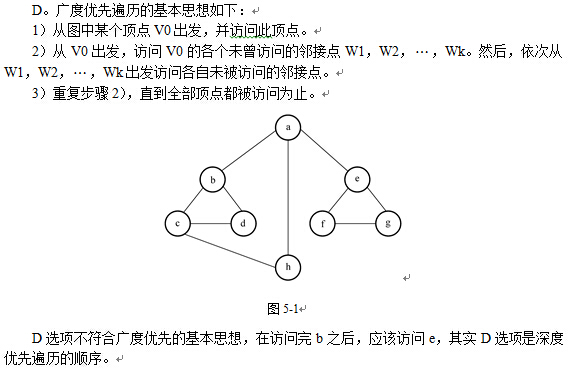 D。广度优先遍历的基本思想如下：
1）从图中某个顶点 V0 出发，并访问此顶点。
2）从 V0 出发，访问 V0 的各个未曾访问的邻接点 W1，W2，…，Wk。然后，依次从
W1，W2，…，Wk 出发访问各自未被访问的邻接点。
3）重复步骤 2），直到全部顶点都被访问为止。
a
b
e
c
d
f
g
h
图 5-1
D 选项不符合广度优先的基本思想，在访问完 b 之后，应该访问 e，其实 D 选项是深度
优先遍历的顺序。